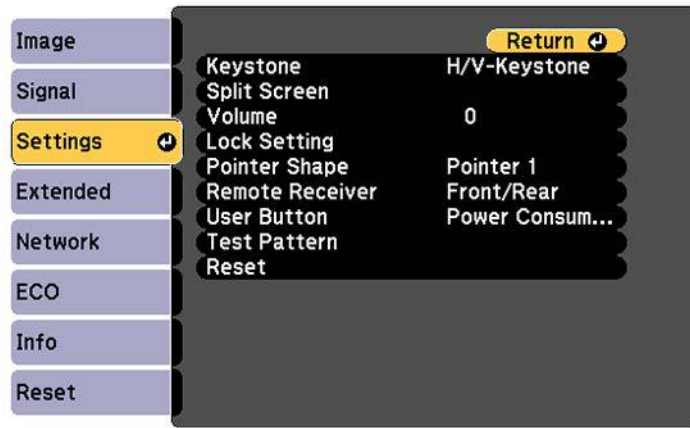 Image
Signal
Settings
Extended
Network
ECO
Info
Reset
Return
Keystone H/V-Keystone
Split Screen
Volume 0
Lock Setting
Pointer Shape Pointer 1
Remote Receiver Front/Rear
User Button Power Consum...
Test Pattern
Reset